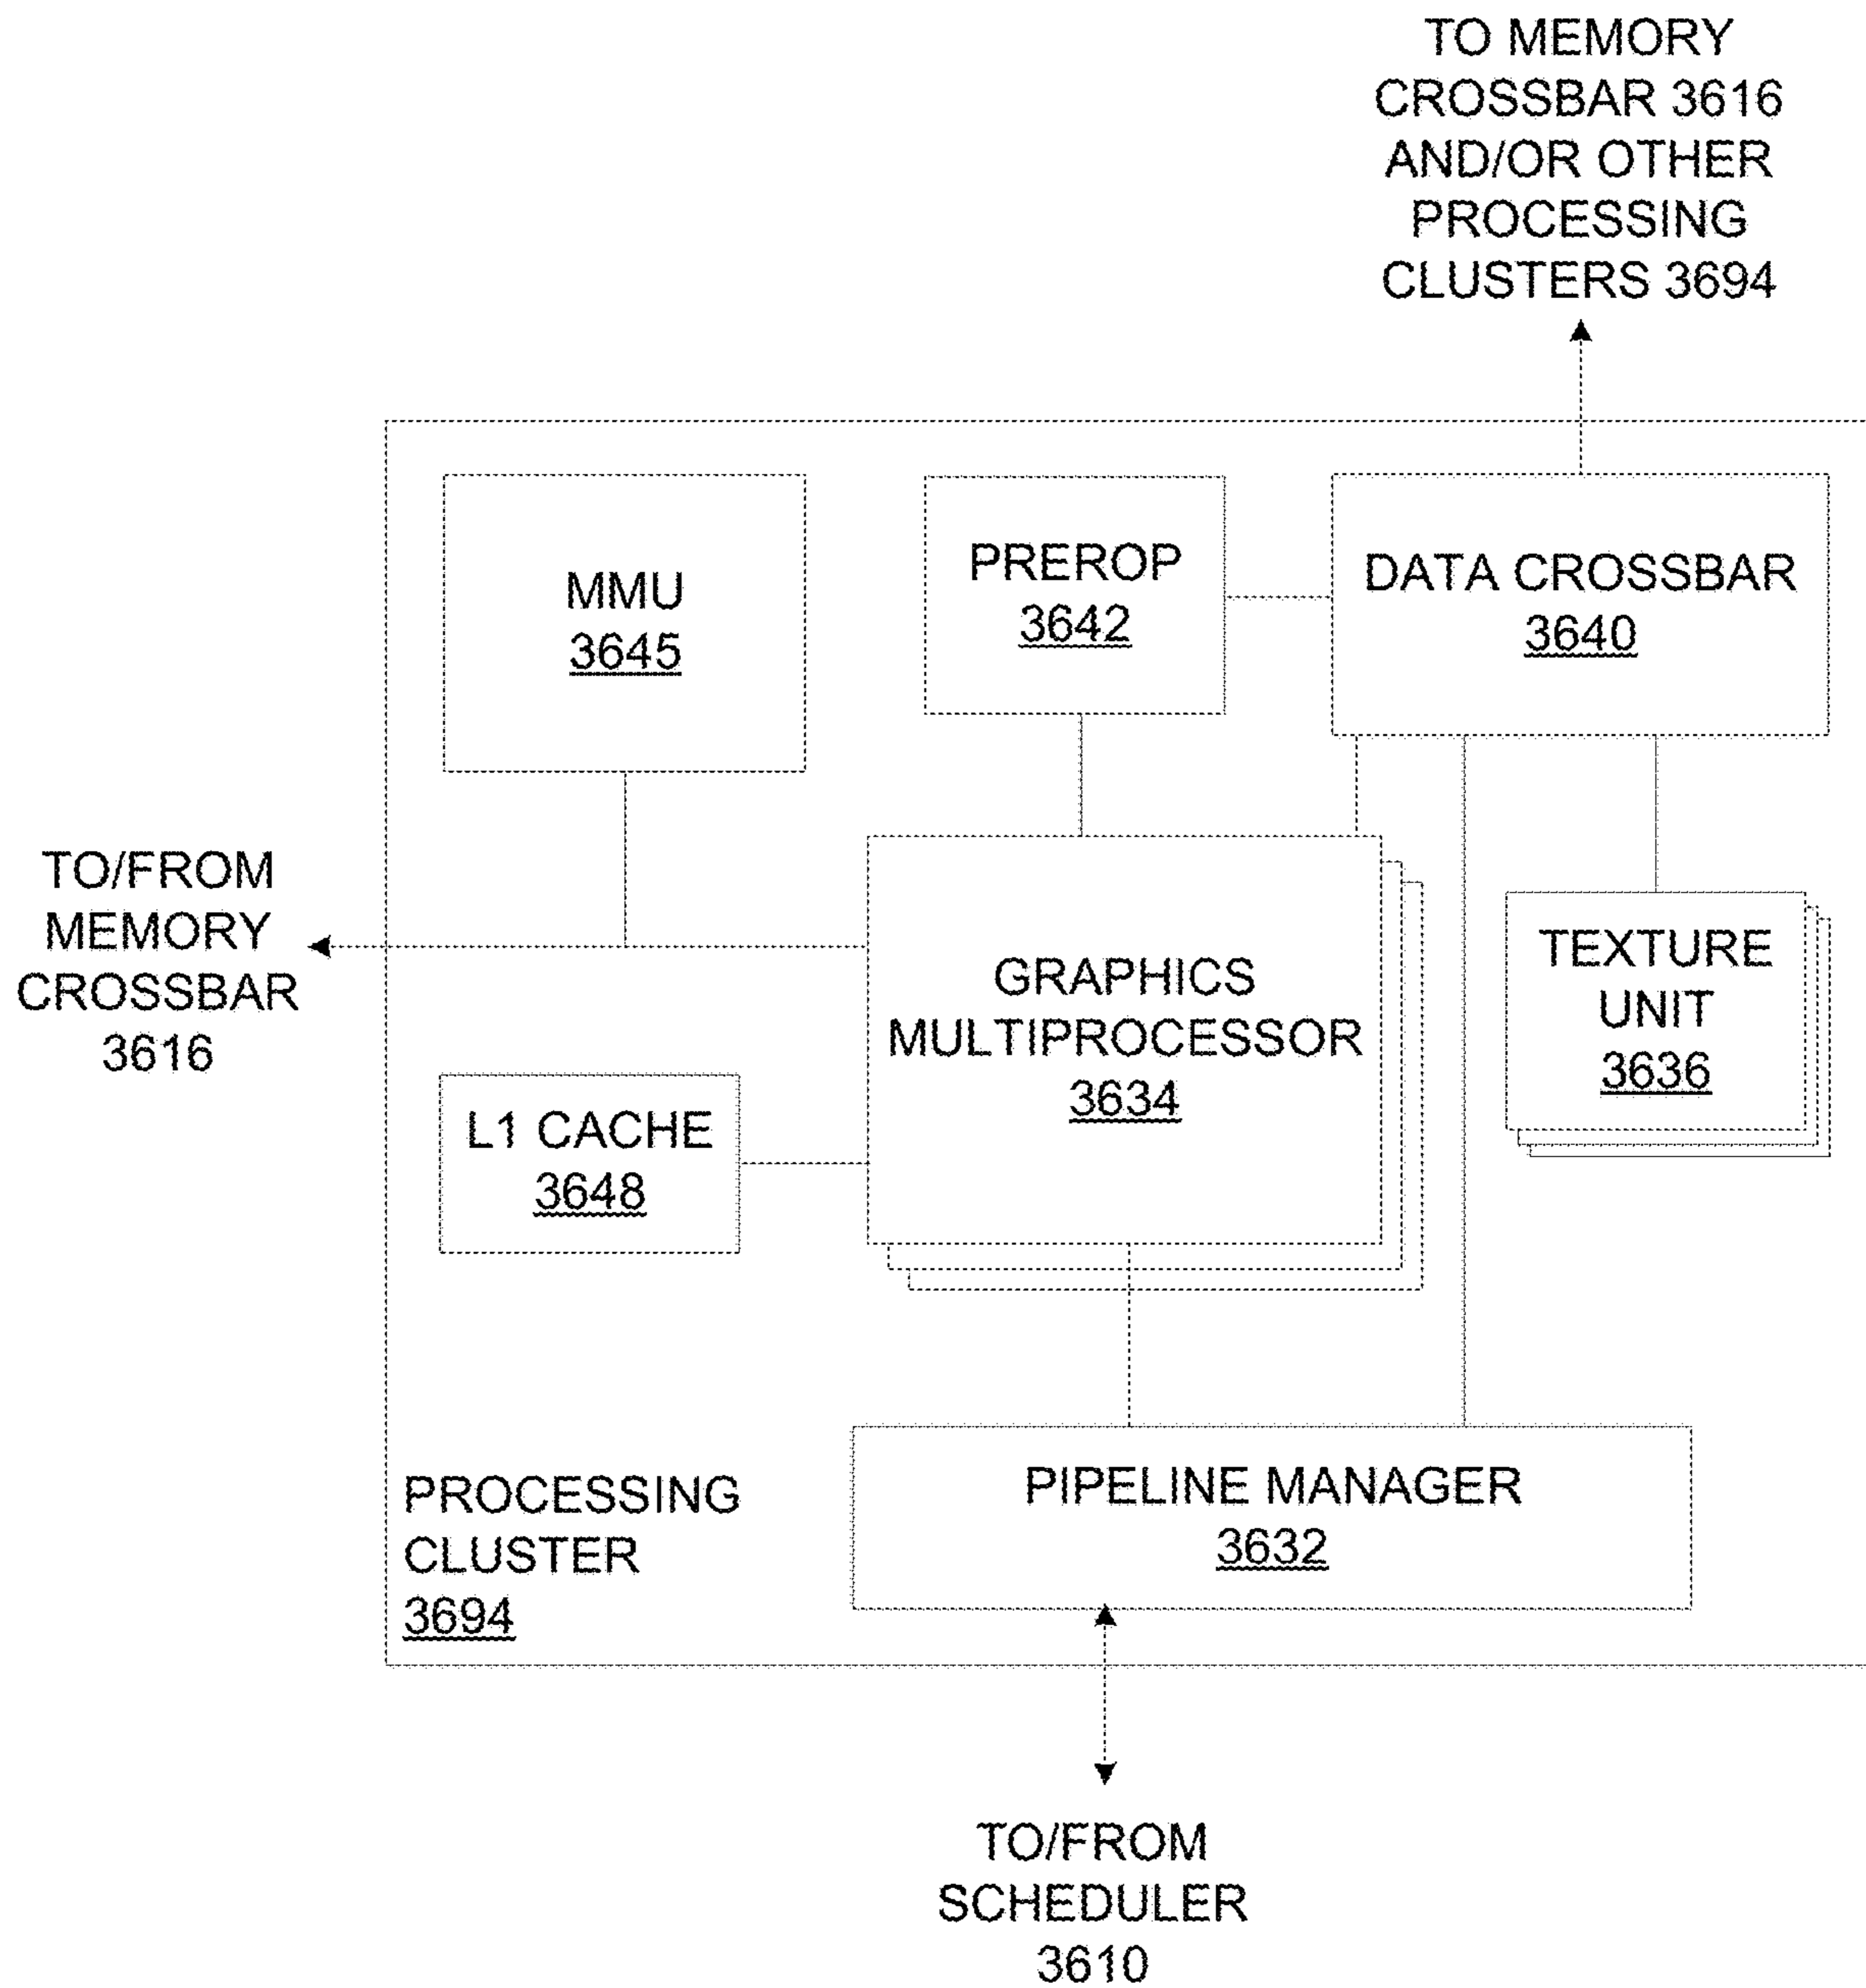 TO MEMORY
CROSSBAR 3616
AND/OR OTHER
PROCESSING
CLUSTERS 3694
MMU
3645
PREROP
3642
DATA CROSSBAR
3640
TO/FROM
MEMORY
CROSSBAR
3616
GRAPHICS
MULTIPROCESSOR
3634
TEXTURE
UNIT
3636
L1 CACHE
3648
PROCESSING
CLUSTER
3694
PIPELINE MANAGER
3632
TO/FROM
SCHEDULER
3610